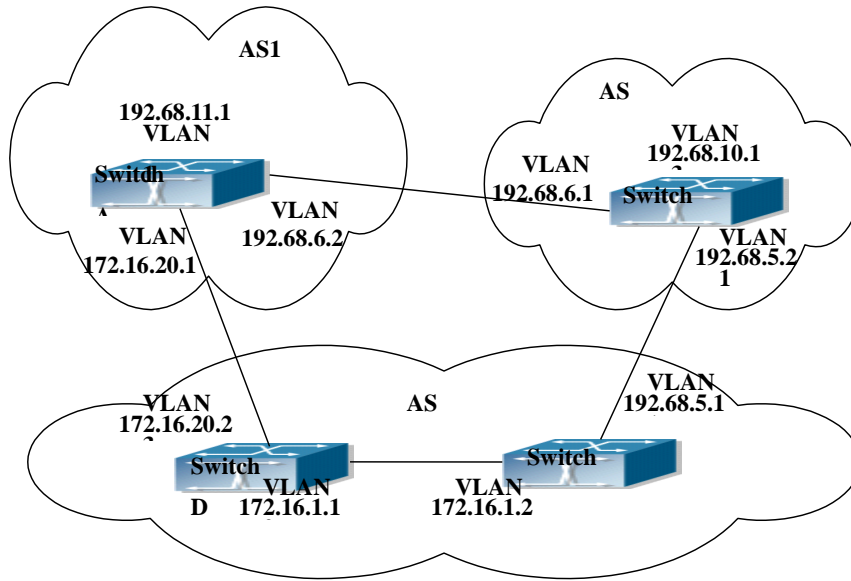 AS1
192.68.11.1
VLAN
Switch
VLAN
192.68.6.2
VLAN
172.16.20.1
AS
VLAN
192.68.10.1
VLAN
192.68.6.1
Switch
VLAN
192.68.5.2
1
AS
VLAN
192.68.5.1
VLAN
172.16.20.2
Switch
D
VLAN
172.16.1.1
Switch
VLAN
172.16.1.2